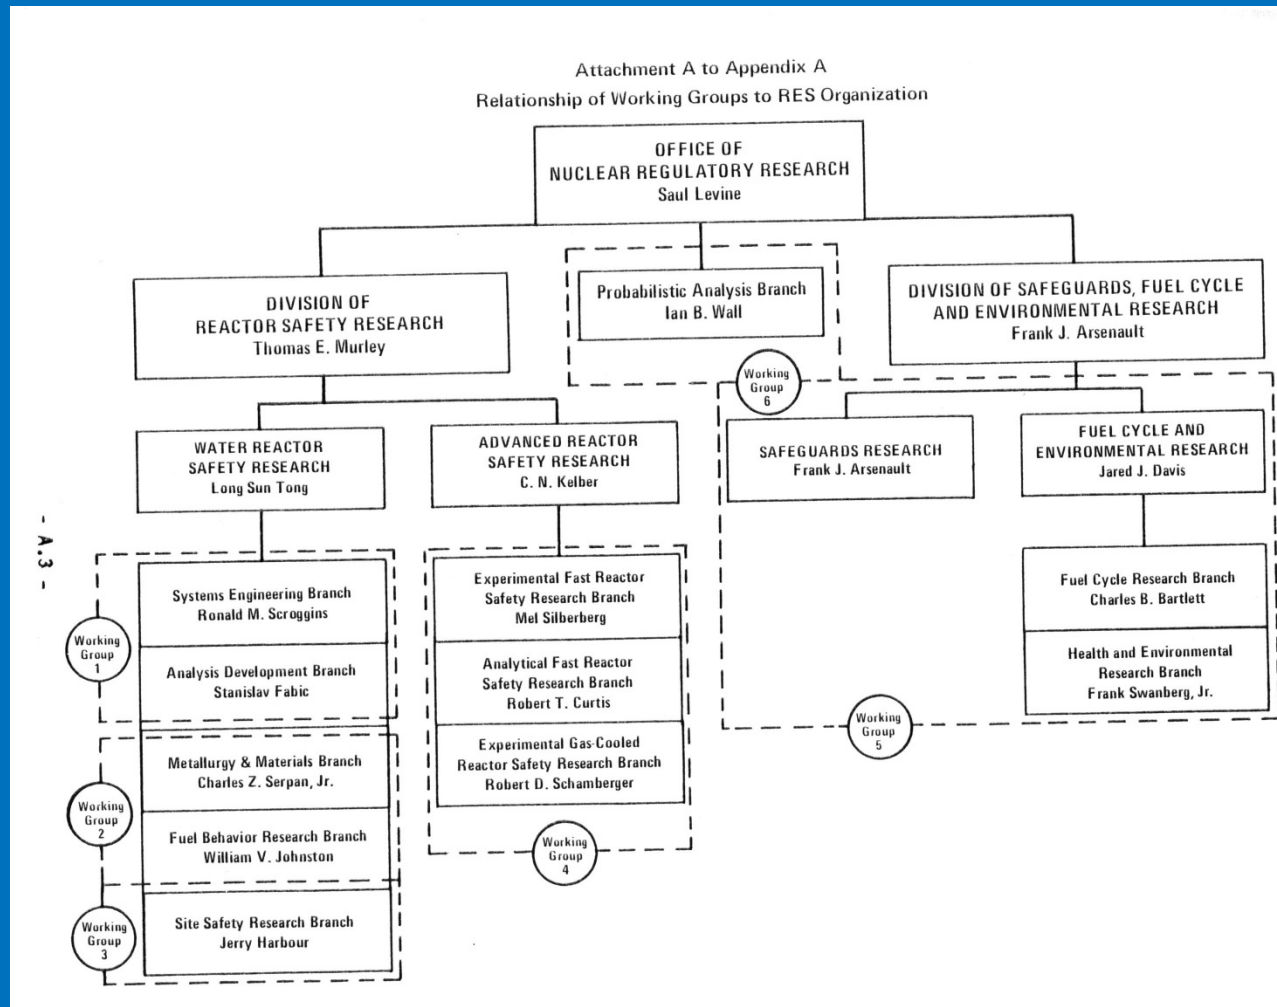 Attachment A to Appendix A
Relationship of Working Groups to RES Organization
OFFICE OF
NUCLEAR REGULATORY RESEARCH
Saul Levine
DIVISION OF
REACTOR SAFETY RESEARCH
Thomas E. Murley
Probabilistic Analysis Branch
Ian B. Wall
DIVISION OF SAFEGUARDS, FUEL CYCLE
AND ENVIRONMENTAL RESEARCH
Frank J. Arsenault
Working
Group
6
WATER REACTOR
SAFETY RESEARCH
Long Sun Tong
ADVANCED REACTOR
SAFETY RESEARCH
C. N. Kelber
SAFEGUARDS RESEARCH
Frank J. Arsenault
FUEL CYCLE AND
ENVIRONMENTAL RESEARCH
Jared J. Davis
- A.3 -
Working
Group
1
Systems Engineering Branch
Ronald M. Scroggins
Analysis Development Branch
Stanislav Fabic
Working
Group
2
Metallurgy & Materials Branch
Charles Z. Serpan, Jr.
Fuel Behavior Research Branch
William V. Johnston
Working
Group
3
Site Safety Research Branch
Jerry Harbour
Experimental Fast Reactor
Safety Research Branch
Mel Silberberg
Analytical Fast Reactor
Safety Research Branch
Robert T. Curtis
Experimental Gas-Cooled
Reactor Safety Research Branch
Robert D. Schamberger
Working
Group
4
Fuel Cycle Research Branch
Charles B. Bartlett
Health and Environmental
Research Branch
Frank Swanberg, Jr.
Working
Group
5